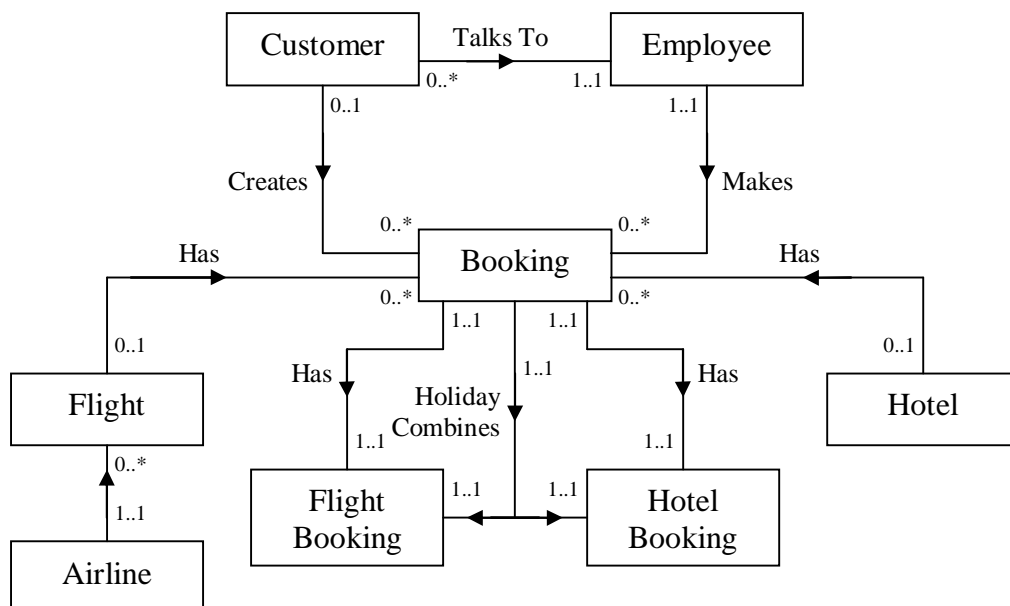 Customer
Talks To
Employee
0..*
1..1
0..1
1..1
Creates
Makes
0..*
0..*
Has
Booking
Has
0..*
0..*
1..1
1..1
0..1
1..1
0..1
Flight
Has
Holiday
Combines
Has
Hotel
0..*
1..1
1..1
1..1
Flight
Booking
1..1
1..1
Hotel
Booking
Airline